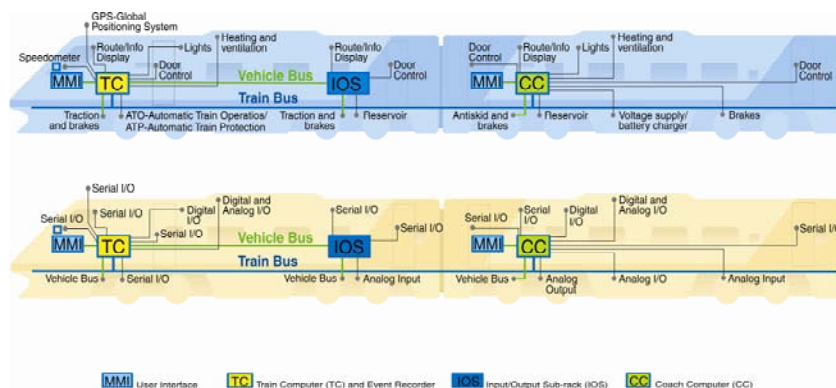 GPS-Global
Positioning System
Speedometer
Route/Info
Display
Lights
Heating and
ventilation
Door
Control
MMI
TC
Vehicle Bus
Route/Info
Display
Door
Control
IOS
Train Bus
Traction
and brakes
ATO-Automatic Train Operatios/
ATP-Automatic Train Protection
Traction and
brakes
Reservoir
Door
Control
Route/Info
Display
Lights
Heating and
ventilation
MMI
CC
Door
Control
Antiskid and
brakes
Reservoir
Voltage supply/
battery charger
Brakes
Serial I/O
Serial I/O
Serial I/O
Digital I/O
Digital and
Analog I/O
Serial I/O
MMI
TC
Vehicle Bus
Serial I/O
Serial I/O
IOS
Train Bus
Vehicle Bus
Serial I/O
Vehicle Bus
Analog Input
Serial I/O
Serial I/O
Digital I/O
Digital and
Analog I/O
MMI
CC
Serial I/O
Vehicle Bus
Analog
Output
Analog I/O
Analog Input
MMI User Interface
TC Train Computer (TC) and Event Recorder
IOS Input/Output Sub-rack (IOS)
CC Coach Computer (CC)